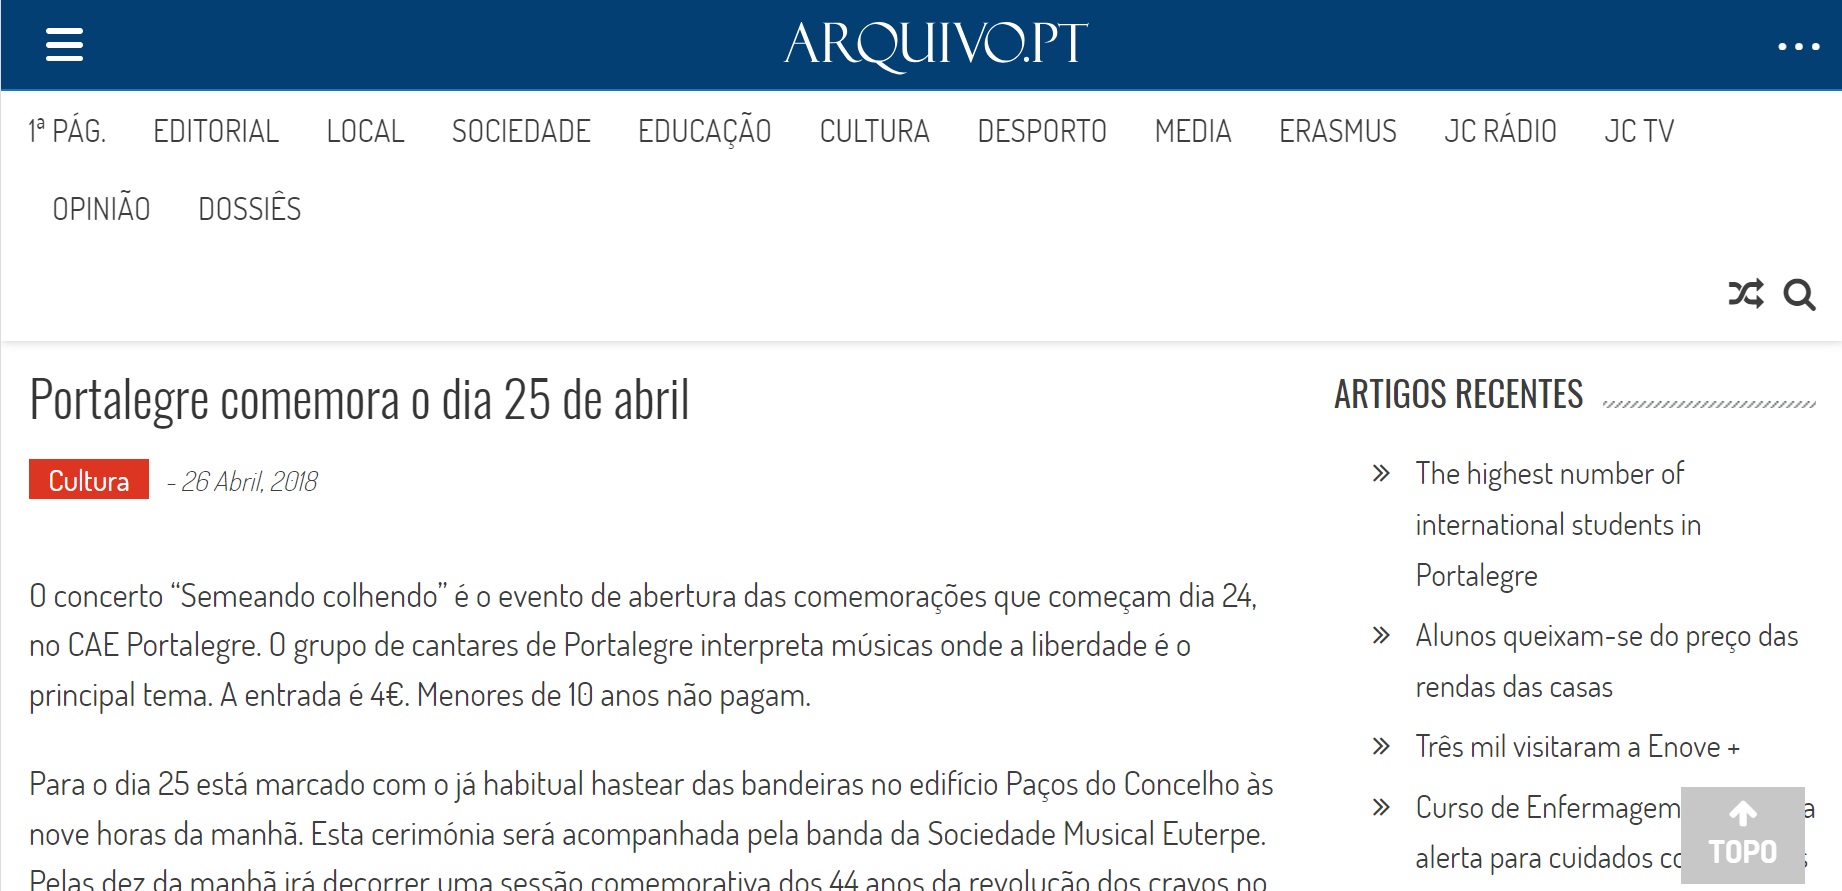 ARQUIVO.PT
1ª PÁG. EDITORIAL LOCAL SOCIEDADE EDUCAÇÃO CULTURA DESPORTO MEDIA ERASMUS JC RÁDIO JC TV
OPINIÃO DOSSIÊS
Portalegre comemora o dia 25 de abril
Cultura - 26 Abril, 2018
O concerto “Semeando colhendo” é o evento de abertura das comemorações que começam dia 24,
no CAE Portalegre. O grupo de cantares de Portalegre interpreta músicas onde a liberdade é o
principal tema. A entrada é 4€. Menores de 10 anos não pagam.
Para o dia 25 está marcado com o já habitual hastear das bandeiras no edifício Paços do Concelho às
nove horas da manhã. Esta cerimónia será acompanhada pela banda da Sociedade Musical Euterpe.
Pelas dez da manhã irá decorrer uma sessão comemorativa dos 44 anos da revolução dos cravos no
ARTIGOS RECENTES
The highest number of
international students in
Portalegre
Alunos queixam-se do preço das
rendas das casas
Três mil visitaram a Enove +
Curso de Enfermagem
alerta para cuidados
TOPO